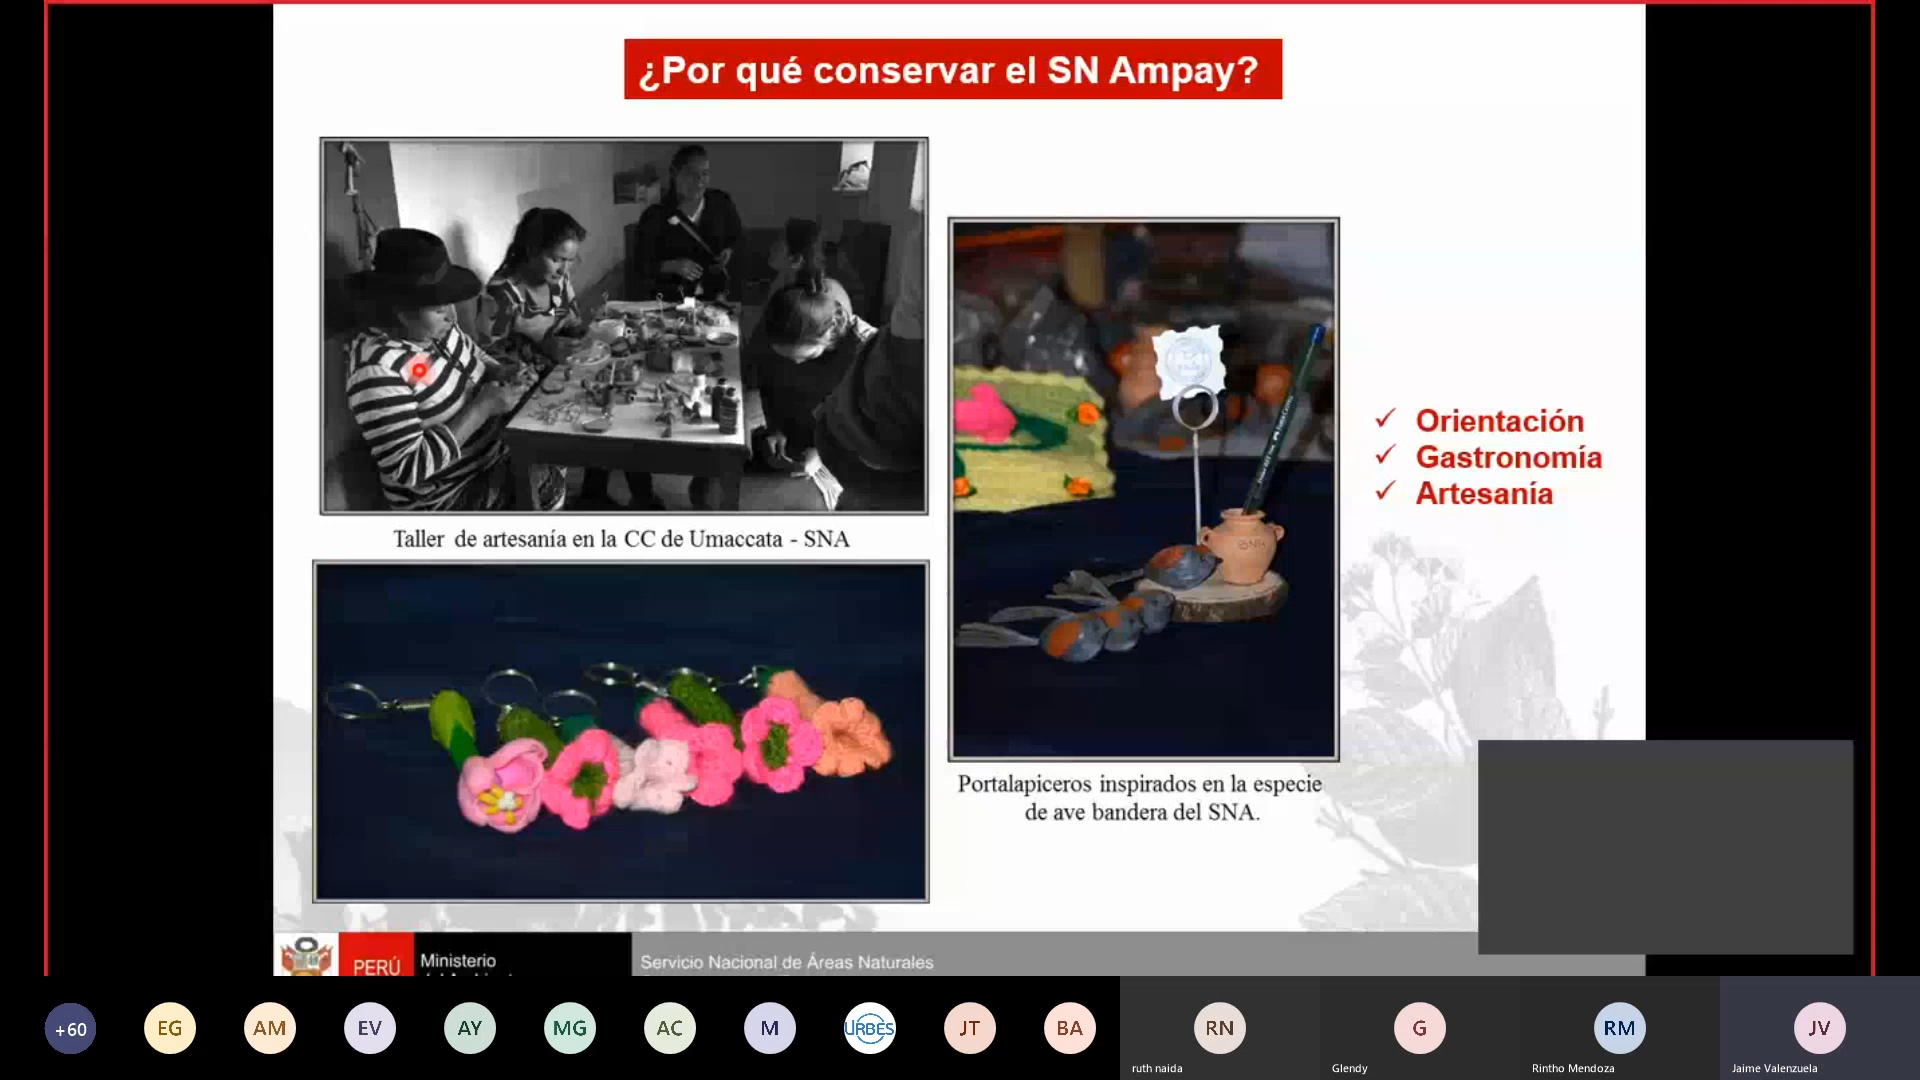 ¿Por qué conservar el SN Ampay?
Taller de artesanía en la CC de Umaccata - SNA
Portalapiceros inspirados en la especie
de ave bandera del SNA.
✓ Orientación
✓ Gastronomía
✓ Artesanía
PERÚ
Ministerio
Servicio Nacional de Áreas Naturales
+60
EG
AM
EV
AY
MG
AC
M
URBES
JT
BA
RN
ruth naida
G
Glendy
RM
Rintho Mendoza
JV
Jaime Valenzuela